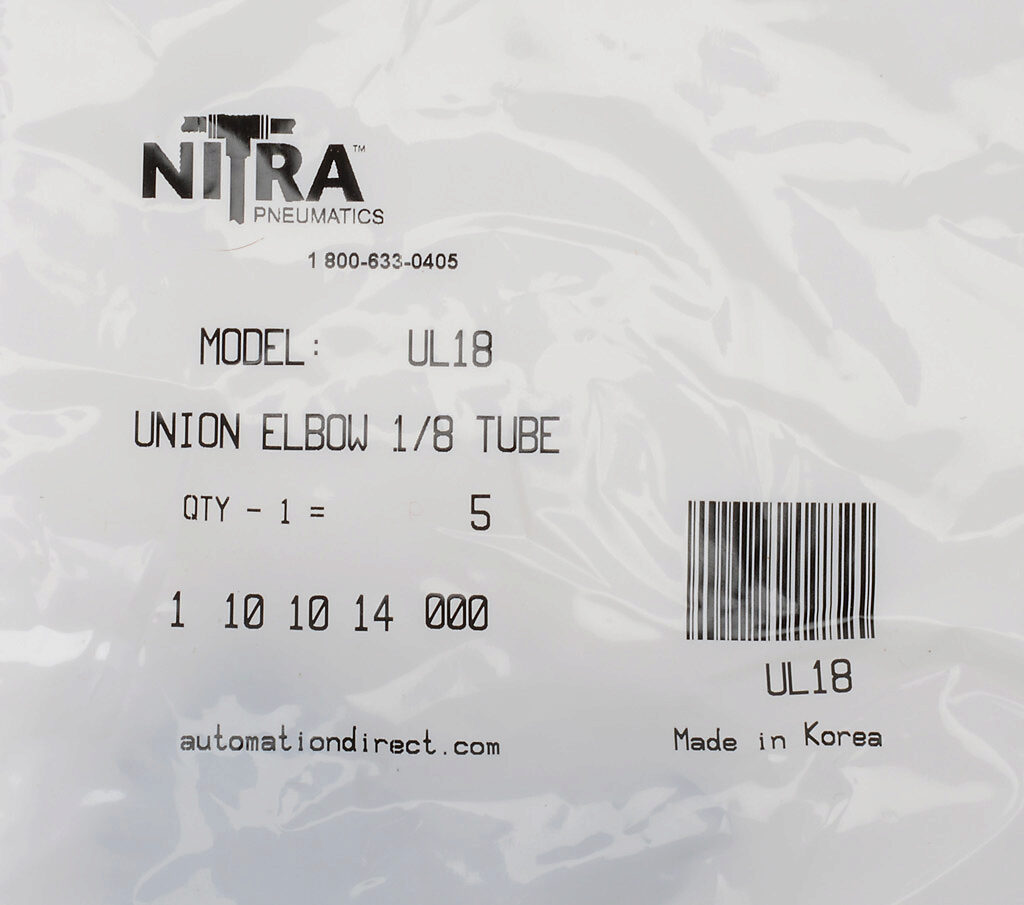 NITRA™
PNEUMATICS
1 800-633-0405
MODEL: UL18
UNION ELBOW 1/8 TUBE
QTY - 1 = 5
1 10 10 14 000
UL18
automationdirect.com
Made in Korea